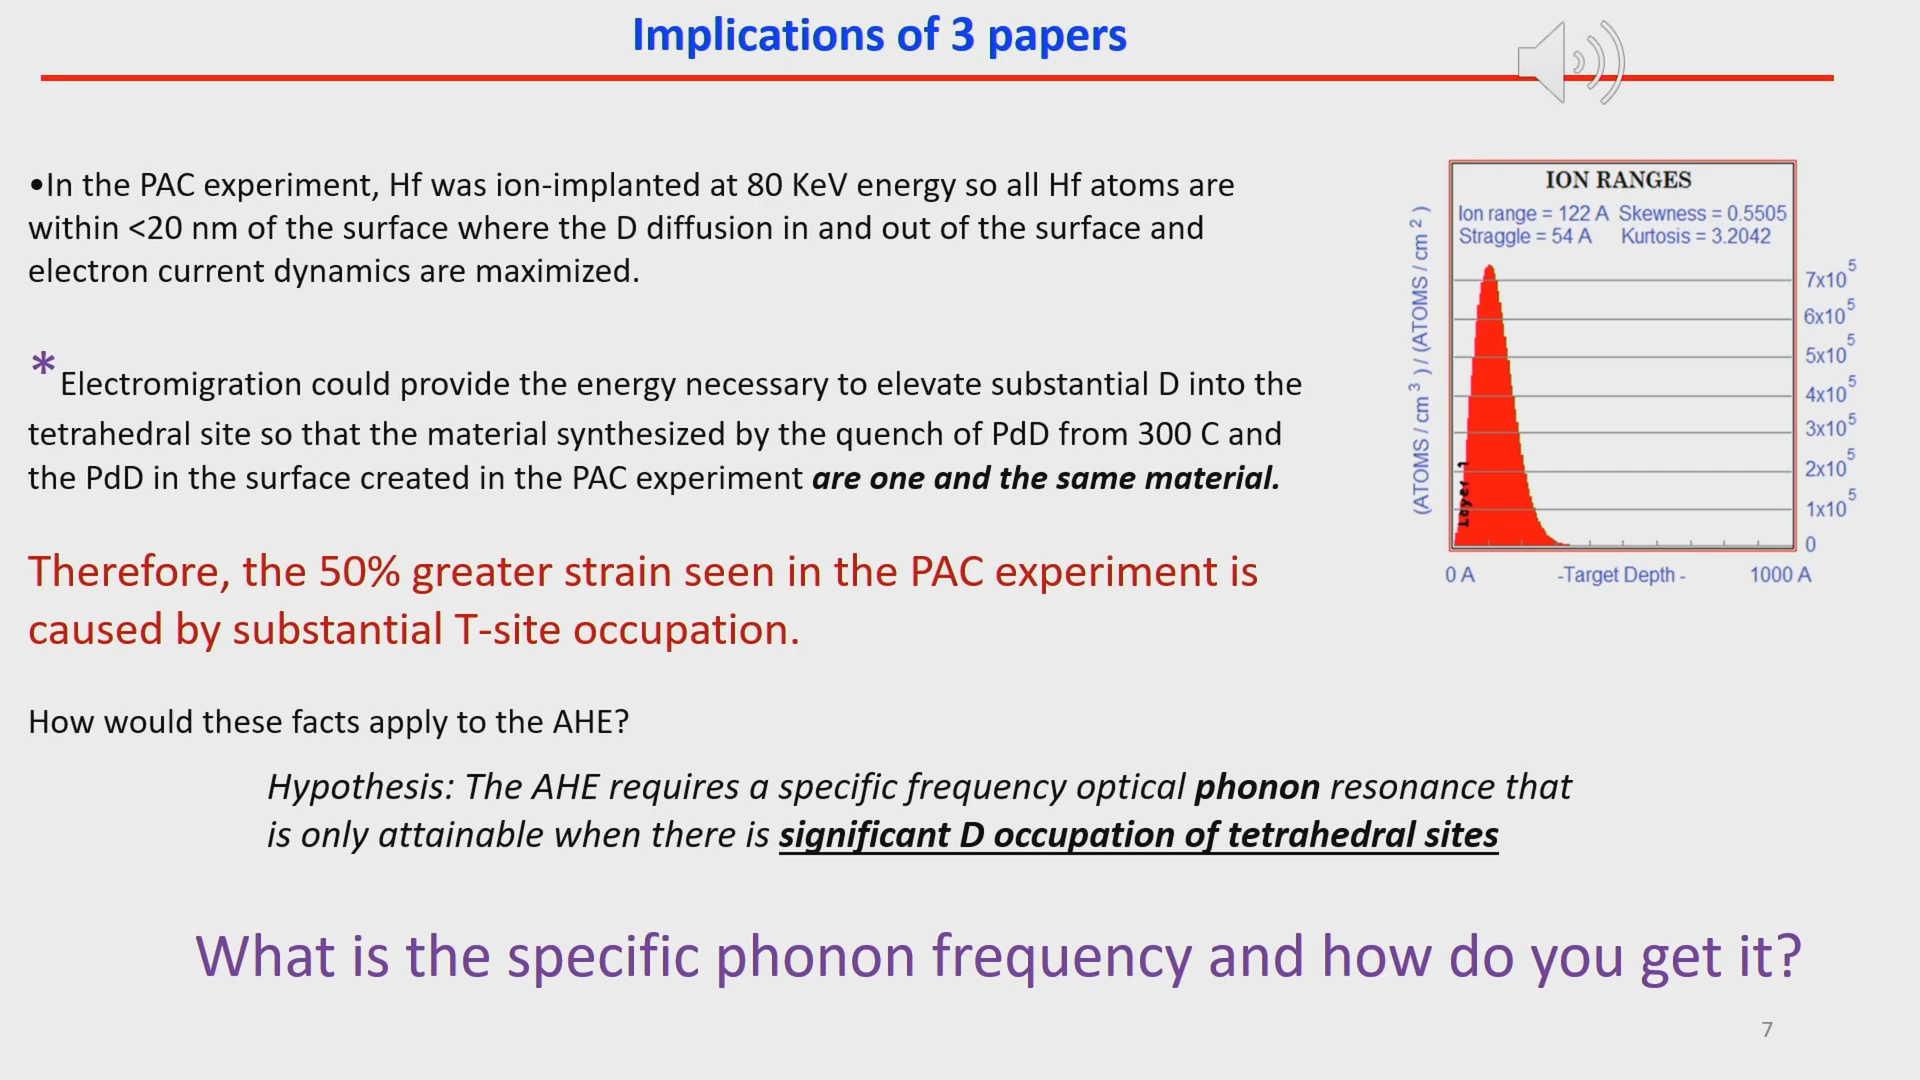 Implications of 3 papers
•In the PAC experiment, Hf was ion-implanted at 80 KeV energy so all Hf atoms are
within <20 nm of the surface where the D diffusion in and out of the surface and
electron current dynamics are maximized.
*Electromigration could provide the energy necessary to elevate substantial D into the
tetrahedral site so that the material synthesized by the quench of PdD from 300 C and
the PdD in the surface created in the PAC experiment are one and the same material.
Therefore, the 50% greater strain seen in the PAC experiment is
caused by substantial T-site occupation.
How would these facts apply to the AHE?
Hypothesis: The AHE requires a specific frequency optical phonon resonance that
is only attainable when there is significant D occupation of tetrahedral sites
What is the specific phonon frequency and how do you get it?
ION RANGES
Ion range = 122 A Skewness = 0.5505
Straggle = 54 A Kurtosis = 3.2042
(ATOMS / cm³ ) / (ATOMS / cm² )
7x10⁵
6x10⁵
5x10⁵
4x10⁵
3x10⁵
2x10⁵
1x10⁵
0
Layer 1
0 A -Target Depth - 1000 A
7